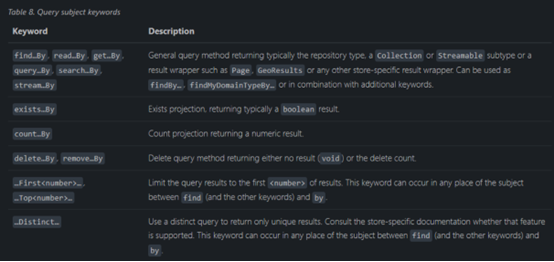 Table 8. Query subject keywords
Keyword Description
find…By, read…By, get…By, General query method returning typically the repository type, a Collection or Streamable subtype or a
query…By, search…By, result wrapper such as Page, GeoResults or any other store-specific result wrapper. Can be used as
stream…By findBy…, findMyDomainTypeBy… or in combination with additional keywords.
exists…By Exists projection, returning typically a boolean result.
count…By Count projection returning a numeric result.
delete…By, remove…By Delete query method returning either no result (void) or the delete count.
…First<number>…, Limit the query results to the first <number> of results. This keyword can occur in any place of the subject
…Top<number>… between find (and the other keywords) and by.
…Distinct… Use a distinct query to return only unique results. Consult the store-specific documentation whether that feature
is supported. This keyword can occur in any place of the subject between find (and the other keywords) and
by.